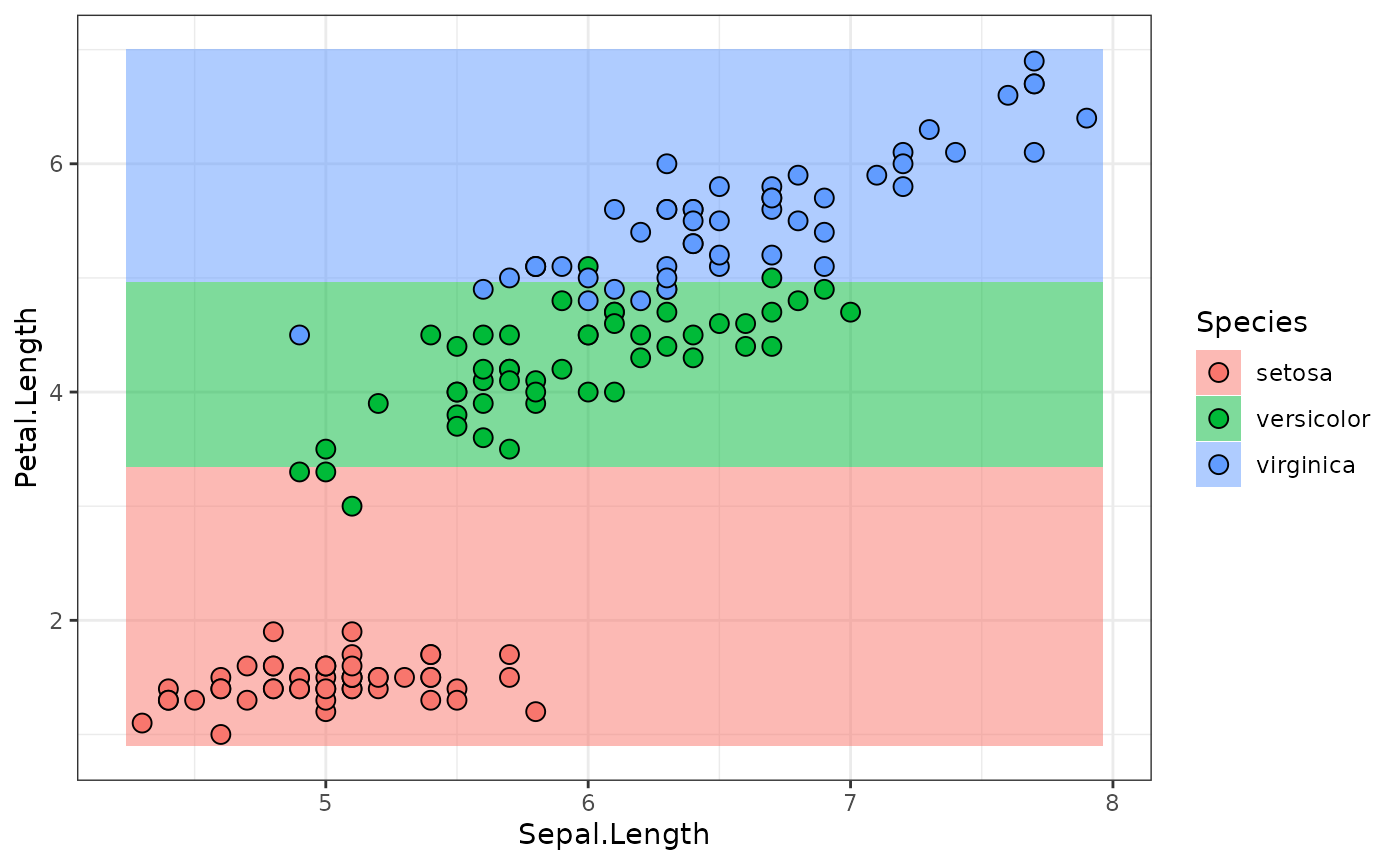 Petal.Length
6
4
2
5 6 7 8
Sepal.Length
Species
setosa
versicolor
virginica